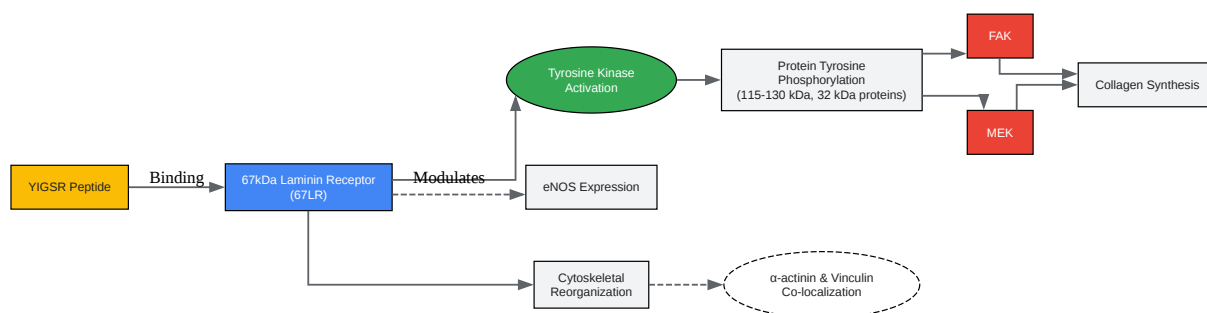 FAK
Tyrosine Kinase
Activation
Protein Tyrosine
Phosphorylation
(115-130 kDa, 32 kDa proteins)
Collagen Synthesis
MEK
YIGSR Peptide
Binding
67kDa Laminin Receptor
(67LR)
Modulates
eNOS Expression
Cytoskeletal
Reorganization
α-actinin & Vinculin
Co-localization